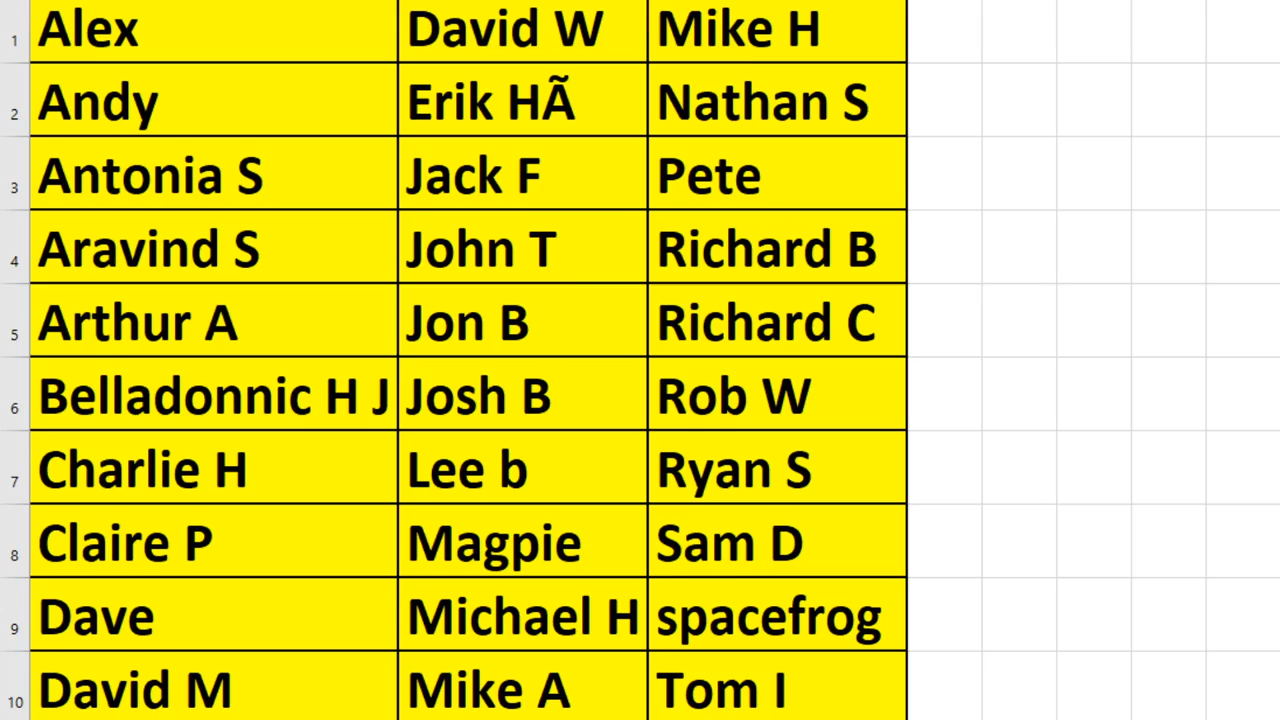 1 Alex David W Mike H
2 Andy Erik HÃ Nathan S
3 Antonia S Jack F Pete
4 Aravind S John T Richard B
5 Arthur A Jon B Richard C
6 Belladonnic H J Josh B Rob W
7 Charlie H Lee b Ryan S
8 Claire P Magpie Sam D
9 Dave Michael H spacefrog
10 David M Mike A Tom I